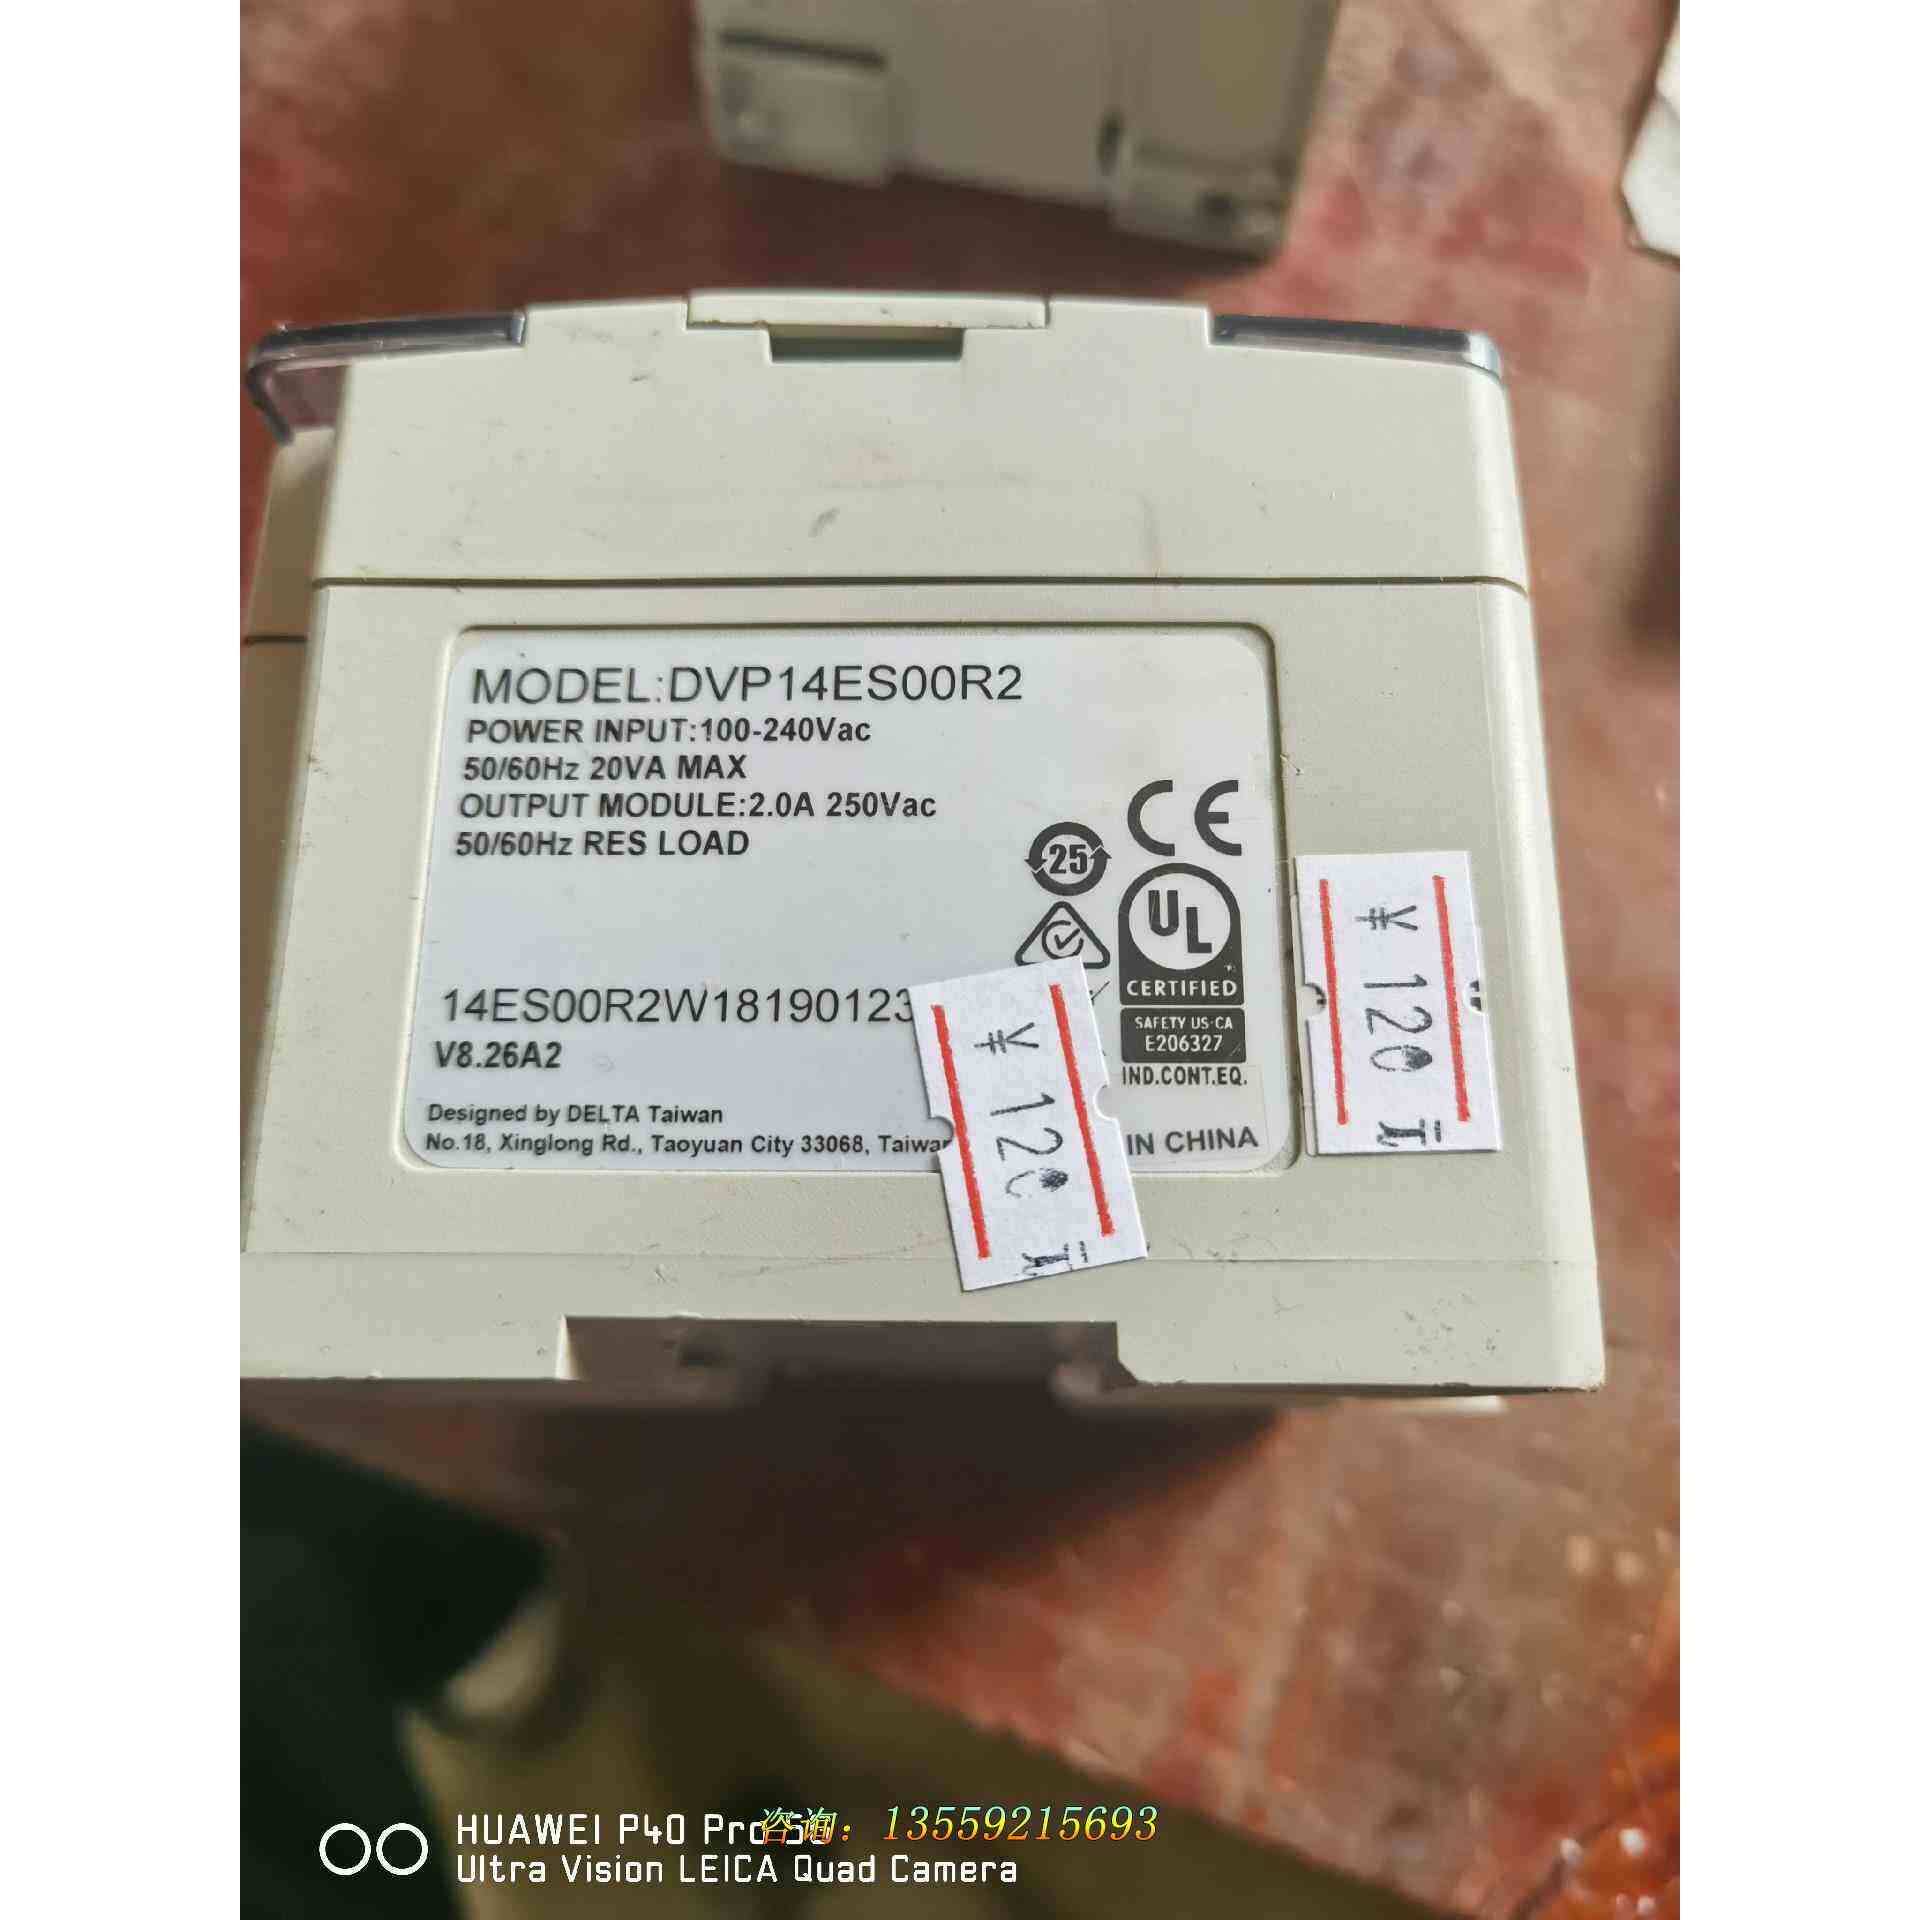 MODEL:DVP14ES00R2
POWER INPUT:100-240Vac
50/60Hz 20VA MAX
OUTPUT MODULE:2.0A 250Vac
50/60Hz RES LOAD
CE
25
UL
CERTIFIED
SAFETY US·CA
E206327
IND.CONT.EQ.
14ES00R2W18190123
V8.26A2
Designed by DELTA Taiwan
No.18, Xinglong Rd., Taoyuan City 33068, Taiwan
IN CHINA
¥ 120
¥ 120
HUAWEI P40 Pro 5G
Ultra Vision LEICA Quad Camera
咨询：13559215693